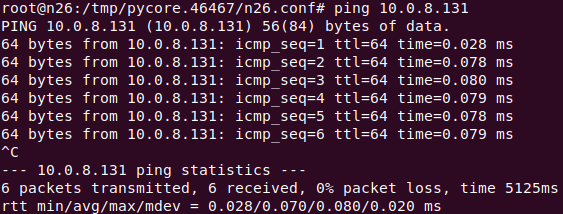 root@n26:/tmp/pycore.46467/n26.conf# ping 10.0.8.131
PING 10.0.8.131 (10.0.8.131) 56(84) bytes of data.
64 bytes from 10.0.8.131: icmp_seq=1 ttl=64 time=0.028 ms
64 bytes from 10.0.8.131: icmp_seq=2 ttl=64 time=0.078 ms
64 bytes from 10.0.8.131: icmp_seq=3 ttl=64 time=0.080 ms
64 bytes from 10.0.8.131: icmp_seq=4 ttl=64 time=0.079 ms
64 bytes from 10.0.8.131: icmp_seq=5 ttl=64 time=0.078 ms
64 bytes from 10.0.8.131: icmp_seq=6 ttl=64 time=0.079 ms
^C
--- 10.0.8.131 ping statistics ---
6 packets transmitted, 6 received, 0% packet loss, time 5125ms
rtt min/avg/max/mdev = 0.028/0.070/0.080/0.020 ms